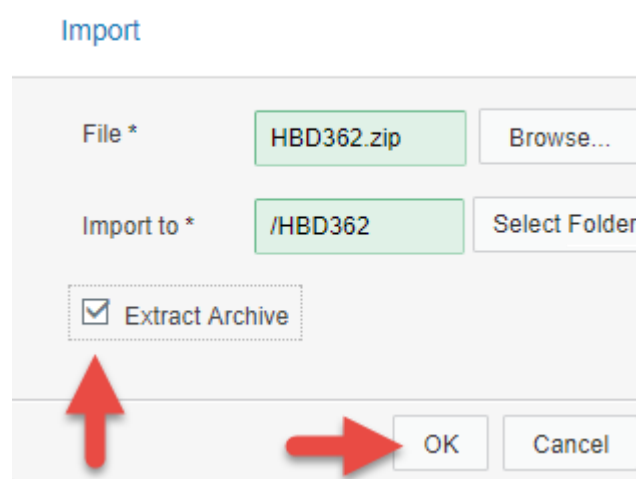 Import
File * HBD362.zip Browse...
Import to * /HBD362 Select Folder
Extract Archive
OK Cancel